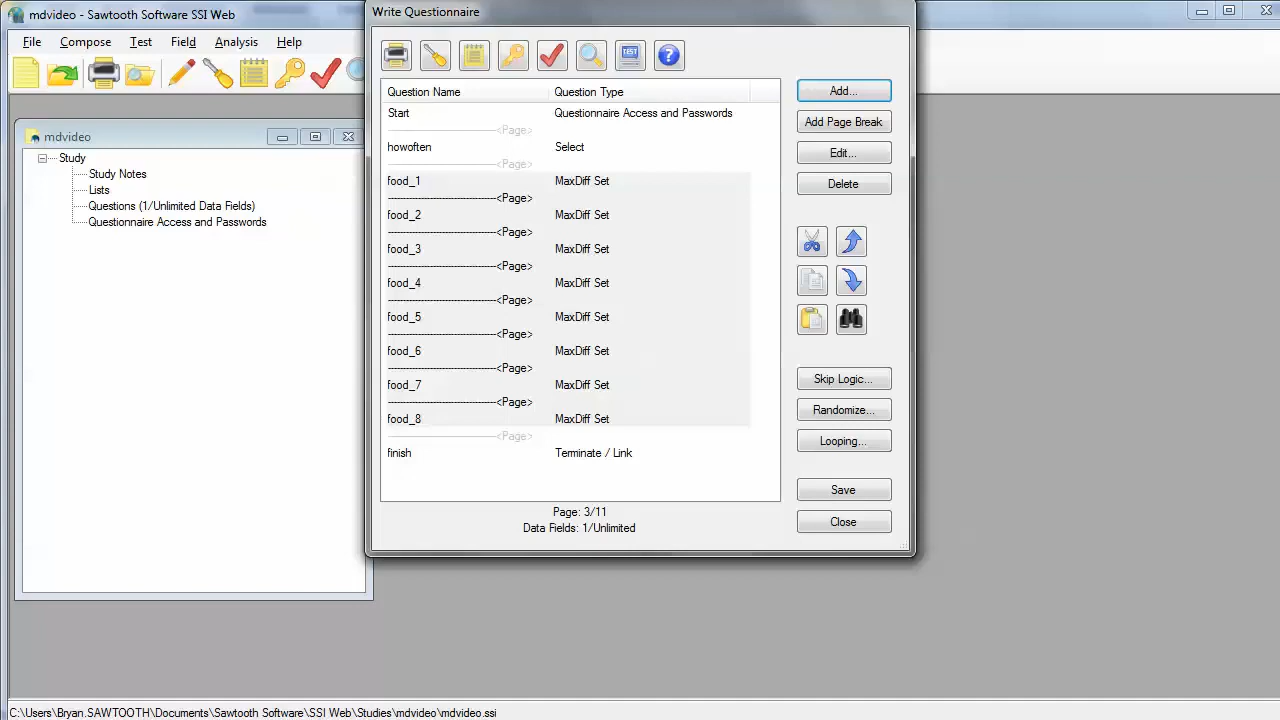 mdvideo - Sawtooth Software SSI Web
File Compose Test Field Analysis Help
mdvideo
Study
Study Notes
Lists
Questions (1/Unlimited Data Fields)
Questionnaire Access and Passwords
Write Questionnaire
TEST
Question Name Question Type
Start Questionnaire Access and Passwords
<Page>
howoften Select
<Page>
food_1 MaxDiff Set
<Page>
food_2 MaxDiff Set
<Page>
food_3 MaxDiff Set
<Page>
food_4 MaxDiff Set
<Page>
food_5 MaxDiff Set
<Page>
food_6 MaxDiff Set
<Page>
food_7 MaxDiff Set
<Page>
food_8 MaxDiff Set
<Page>
finish Terminate / Link
Page: 3/11
Data Fields: 1/Unlimited
Add...
Add Page Break
Edit...
Delete
Skip Logic...
Randomize...
Looping...
Save
Close
C:\Users\Bryan.SAWTOOTH\Documents\Sawtooth Software\SSI Web\Studies\mdvideo\mdvideo.ssi